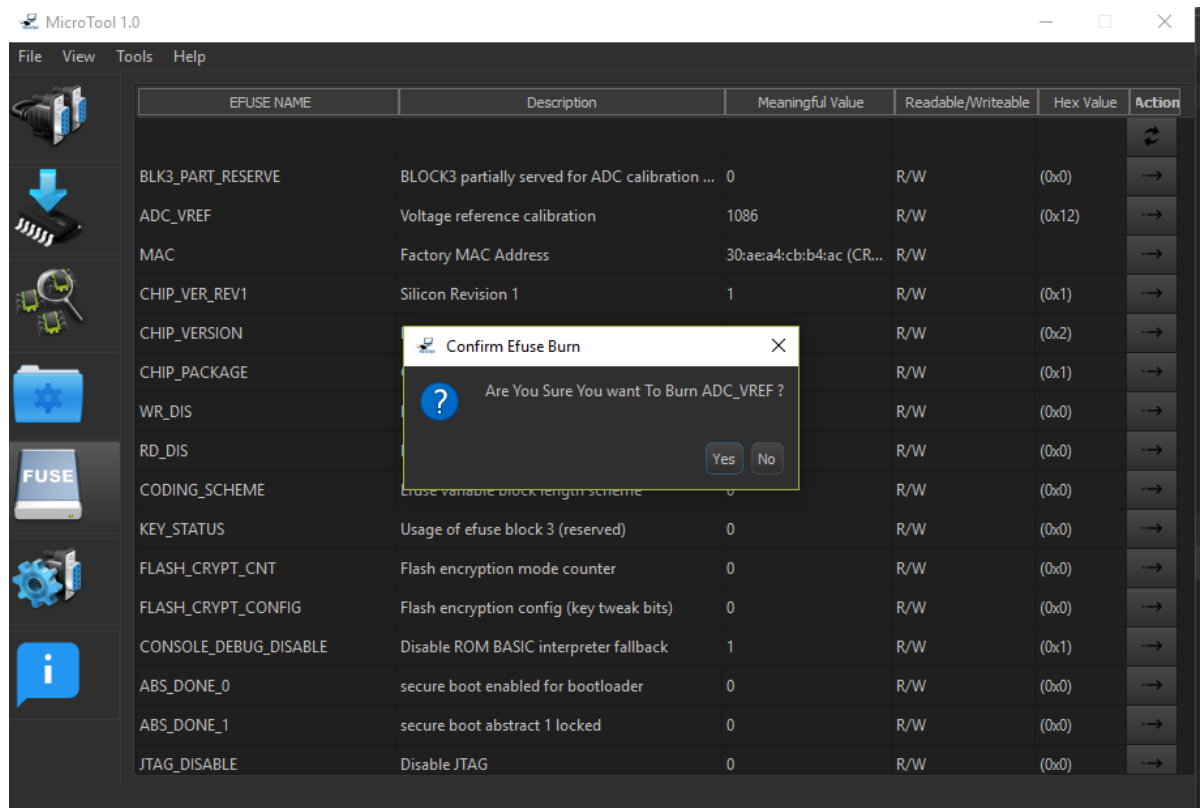 MicroTool 1.0
File View Tools Help
EFUSE NAME Description Meaningful Value Readable/Writeable Hex Value Action
BLK3_PART_RESERVE BLOCK3 partially served for ADC calibration ... 0 R/W (0x0)
ADC_VREF Voltage reference calibration 1086 R/W (0x12)
MAC Factory MAC Address 30:ae:a4:cb:b4:ac (CR... R/W
CHIP_VER_REV1 Silicon Revision 1 1 R/W (0x1)
CHIP_VERSION R/W (0x2)
Confirm Efuse Burn
CHIP_PACKAGE R/W (0x1)
Are You Sure You want To Burn ADC_VREF ?
WR_DIS R/W (0x0)
RD_DIS R/W (0x0)
Yes No
FUSE
CODING_SCHEME Efuse variable block length scheme 0 R/W (0x0)
KEY_STATUS Usage of efuse block 3 (reserved) 0 R/W (0x0)
FLASH_CRYPT_CNT Flash encryption mode counter 0 R/W (0x0)
FLASH_CRYPT_CONFIG Flash encryption config (key tweak bits) 0 R/W (0x0)
CONSOLE_DEBUG_DISABLE Disable ROM BASIC interpreter fallback 1 R/W (0x1)
ABS_DONE_0 secure boot enabled for bootloader 0 R/W (0x0)
ABS_DONE_1 secure boot abstract 1 locked 0 R/W (0x0)
JTAG_DISABLE Disable JTAG 0 R/W (0x0)